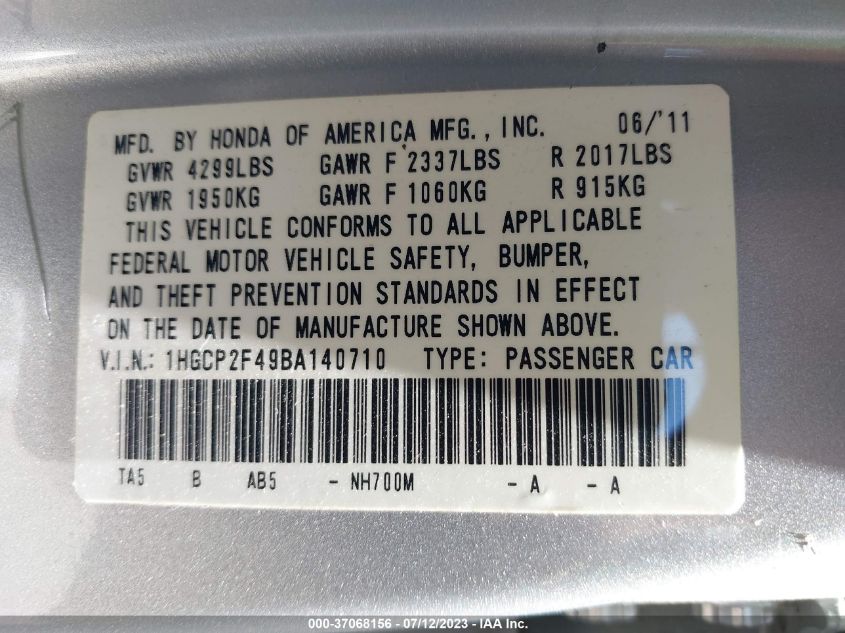 MFD. BY HONDA OF AMERICA MFG., INC. 06/'11
GVWR 4299LBS GAWR F 2337LBS R 2017LBS
GVWR 1950KG GAWR F 1060KG R 915KG
THIS VEHICLE CONFORMS TO ALL APPLICABLE
FEDERAL MOTOR VEHICLE SAFETY, BUMPER,
AND THEFT PREVENTION STANDARDS IN EFFECT
ON THE DATE OF MANUFACTURE SHOWN ABOVE.
V.I.N.: 1HGCP2F49BA140710 TYPE: PASSENGER CAR
TA5 B AB5 - NH700M - A - A
000-37068156 - 07/12/2023 - IAA Inc.